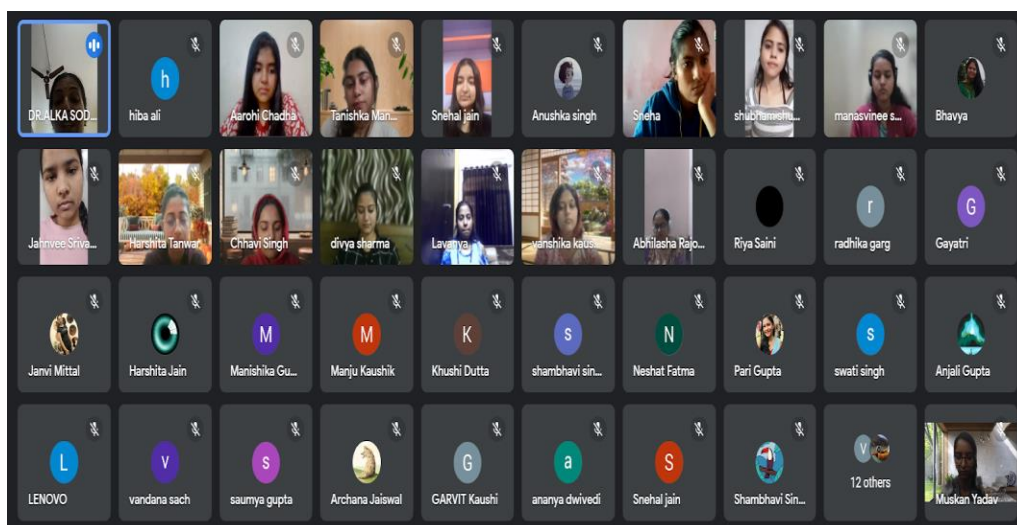 DR.ALKA SOD...
h
hiba ali
Aarohi Chadha
Tanishka Man...
Snehal jain
Anushka singh
Sneha
shubham shu...
manasvinee s...
Bhavya
Jahnvee Sriva...
Harshita Tanwar
Chhavi Singh
divya sharma
Lavanya
vanshika kaus...
Abhilasha Rajo...
Riya Saini
r
radhika garg
G
Gayatri
Janvi Mittal
Harshita Jain
M
Manishika Gu...
M
Manju Kaushik
K
Khushi Dutta
s
shambhavi sin...
N
Neshat Fatma
Pari Gupta
s
swati singh
Anjali Gupta
L
LENOVO
v
vandana sach
s
saumya gupta
Archana Jaiswal
G
GARVIT Kaushi
a
ananya dwivedi
S
Snehal jain
Shambhavi Sin...
v
12 others
Muskan Yadav